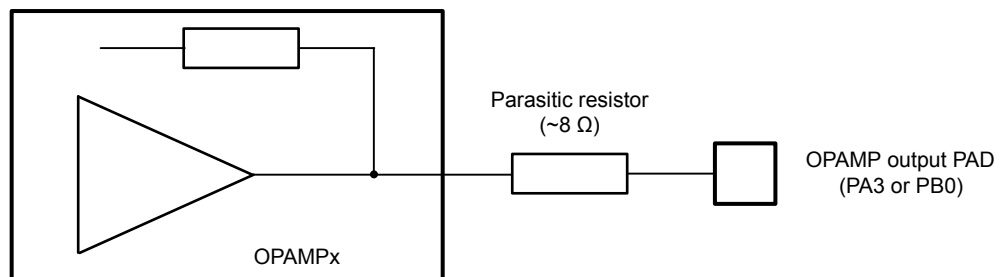 Parasitic resistor
(~8 Ω)
OPAMP output PAD
(PA3 or PB0)
OPAMPx